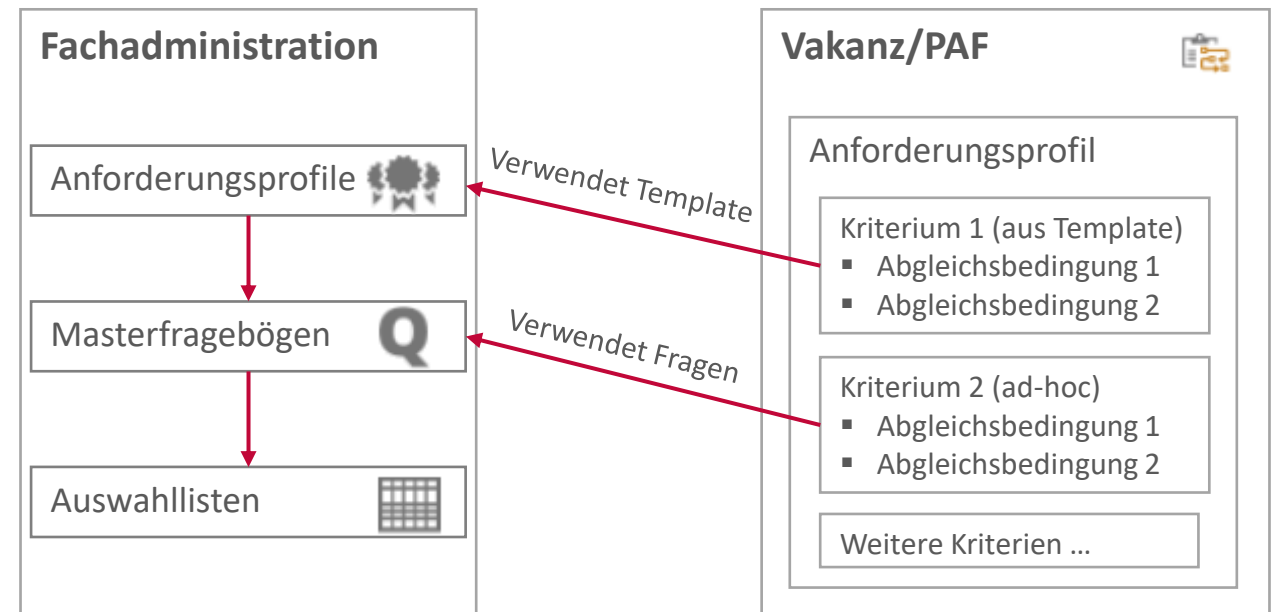 Fachadministration
Anforderungsprofile
Masterfragebögen
Q
Auswahllisten
Verwendet Template
Verwendet Fragen
Vakanz/PAF
Anforderungsprofil
Kriterium 1 (aus Template)
▪ Abgleichsbedingung 1
▪ Abgleichsbedingung 2
Kriterium 2 (ad-hoc)
▪ Abgleichsbedingung 1
▪ Abgleichsbedingung 2
Weitere Kriterien …